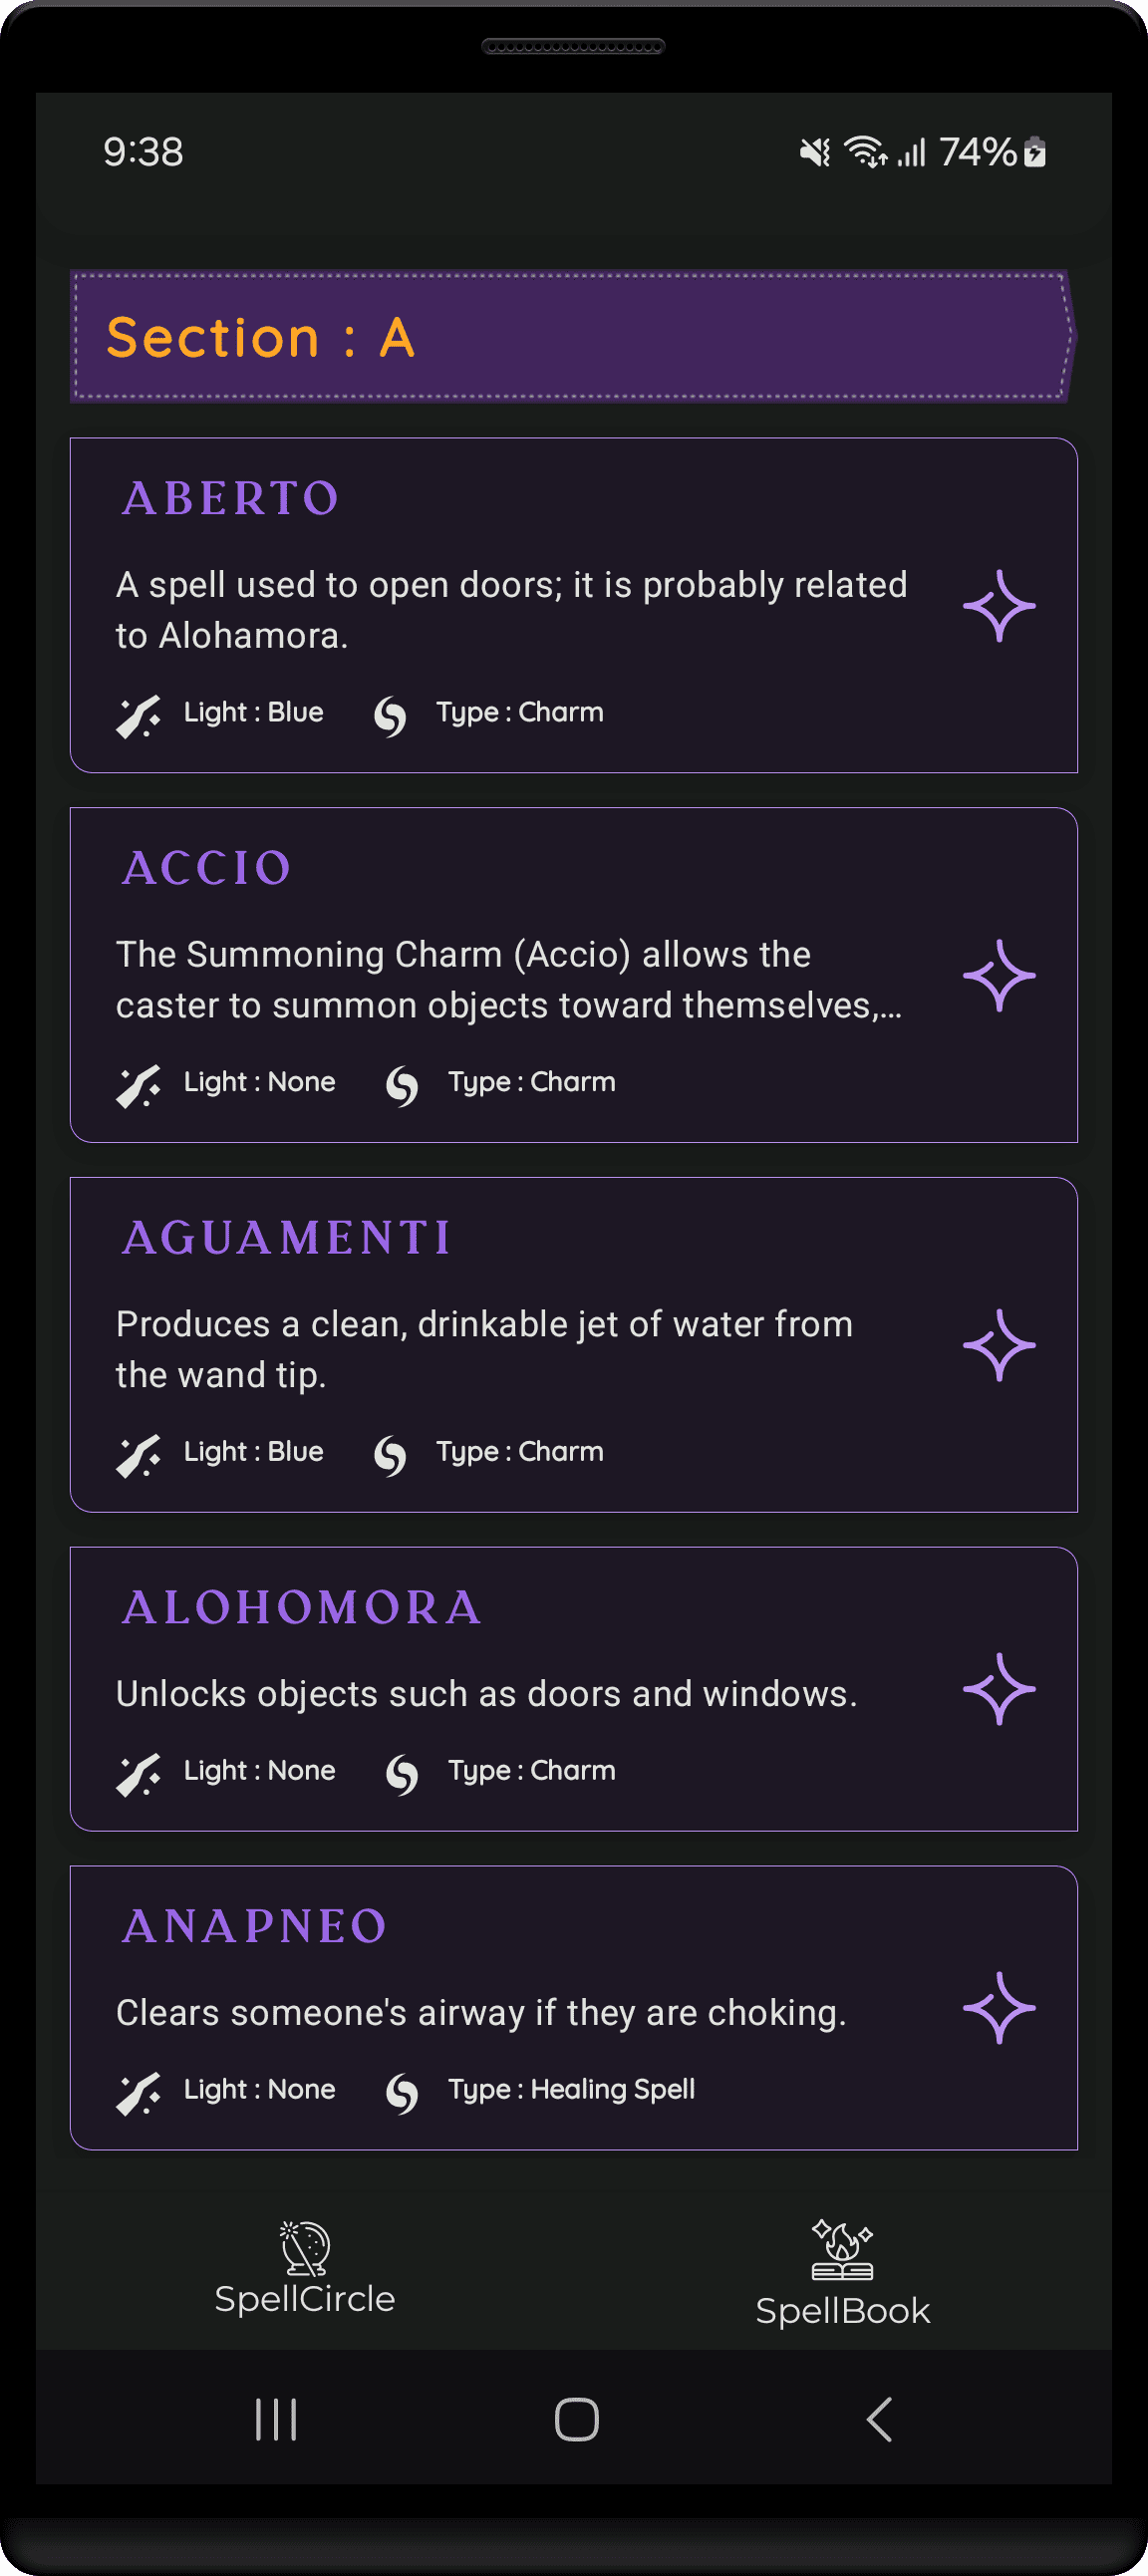 9:38 74%
Section : A
ABERTO
A spell used to open doors; it is probably related
to Alohamora.
Light : Blue Type : Charm
ACCIO
The Summoning Charm (Accio) allows the
caster to summon objects toward themselves,...
Light : None Type : Charm
AGUAMENTI
Produces a clean, drinkable jet of water from
the wand tip.
Light : Blue Type : Charm
ALOHOMORA
Unlocks objects such as doors and windows.
Light : None Type : Charm
ANAPNEO
Clears someone's airway if they are choking.
Light : None Type : Healing Spell
SpellCircle SpellBook